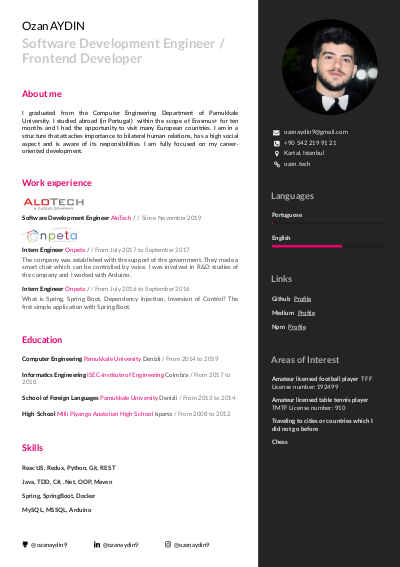 Ozan AYDIN
Software Development Engineer /
Frontend Developer
About me
I graduated from the Computer Engineering Department of Pamukkale
University. I studied abroad (in Portugal) within the scope of Erasmus+ for ten
months and I had the opportunity to visit many European countries. I am in a
structure that attaches importance to bilateral human relations, has a high social
aspect and is aware of its responsibilities. I am fully focused on my career-
oriented development.
Work experience
ALOTECH
A CLOUD COMPANY
Software Development Engineer AloTech / / Since November 2019
Onpeta
Intern Engineer Onpeta / / From July 2017 to September 2017
The company was established with the support of the government. They made a
smart chair which can be controlled by voice. I was involved in R&D studies of
the company and I worked with Arduino.
Intern Engineer Onpeta / / From July 2016 to September 2016
What is Spring, Spring Boot, Dependency Injection, Inversion of Control? The
first simple application with Spring Boot.
Education
Computer Engineering Pamukkale University Denizli / From 2014 to 2019
Informatics Engineering ISEC-Institute of Engineering Coimbra / From 2017 to
2018
School of Foreign Languages Pamukkale University Denizli / From 2013 to 2014
High School Milli Piyango Anatolian High School Isparta / From 2008 to 2012
Skills
ReactJS, Redux, Python, Git, REST
Java, TDD, C#, .Net, OOP, Maven
Spring, SpringBoot, Docker
MySQL, MSSQL, Arduino
@ozanaydin9 @ozanaydin9 @ozanaydin9
ozanaydin9@gmail.com
+90 542 219 91 21
Kartal, Istanbul
ozan.tech
Languages
Portuguese
English
Links
Github Profile
Medium Profile
Npm Profile
Areas of Interest
Amateur licensed football player TFF
License number: 192499
Amateur licensed table tennis player
TMTF License number: 910
Traveling to cities or countries which I
did not go before
Chess